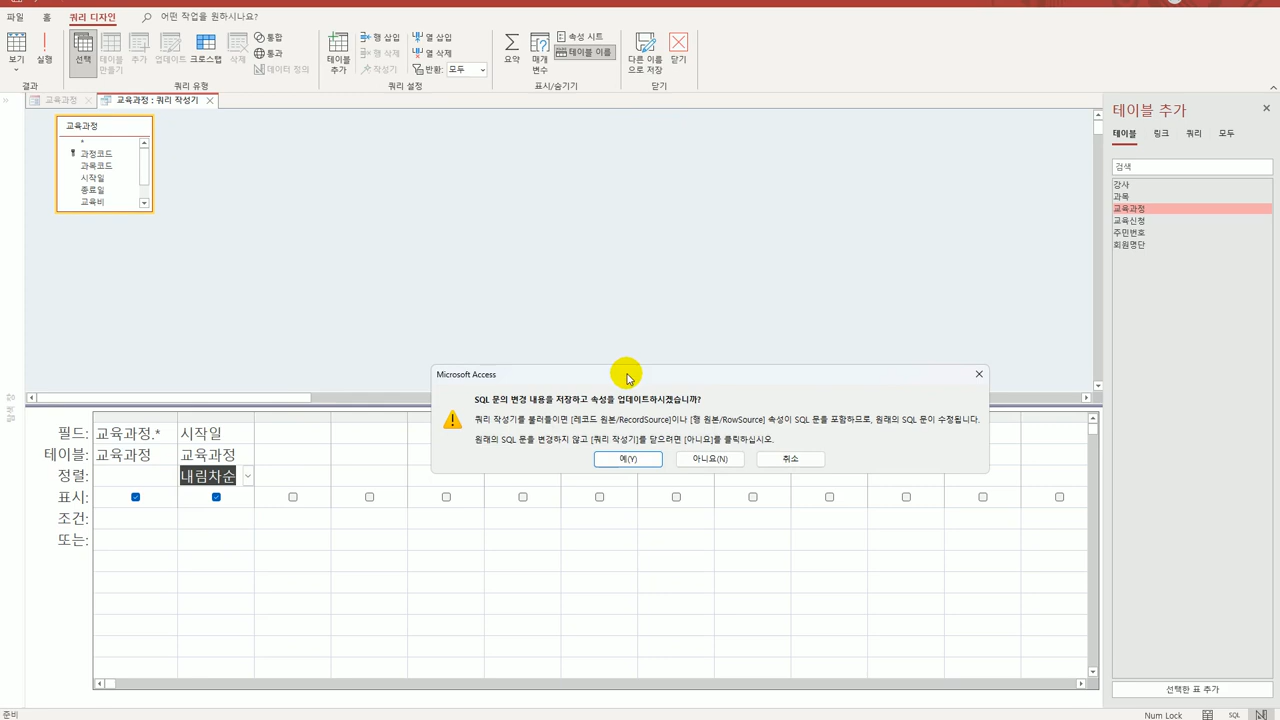 파일 홈 쿼리 디자인 어떤 작업을 원하시나요?
보기 실행 선택 테이블 만들기 추가 업데이트 크로스탭 삭제 통합 통과 데이터 정의 테이블 추가 행 삽입 행 삭제 작성기 열 삽입 열 삭제 반환: 모두 요약 매개 변수 속성 시트 테이블 이름 다른 이름으로 저장 닫기
결과 쿼리 유형 쿼리 설정 표시/숨기기 닫기
교육과정 교육과정 : 쿼리 작성기
교육과정
*
과정코드
과목코드
시작일
종료일
교육비
테이블 추가
테이블 링크 쿼리 모두
검색
강사
과목
교육과정
교육신청
주민번호
회원명단
Microsoft Access
SQL 문의 변경 내용을 저장하고 속성을 업데이트하시겠습니까?
쿼리 작성기를 불러들이면 [레코드 원본/RecordSource]이나 [행 원본/RowSource] 속성이 SQL 문을 포함하므로, 원래의 SQL 문이 수정됩니다.
원래의 SQL 문을 변경하지 않고 [쿼리 작성기]를 닫으려면 [아니요]를 클릭하십시오.
예(Y) 아니요(N) 취소
필드: 교육과정.* 시작일
테이블: 교육과정 교육과정
정렬: 내림차순
표시:
조건:
또는:
선택한 표 추가
준비 Num Lock SQL